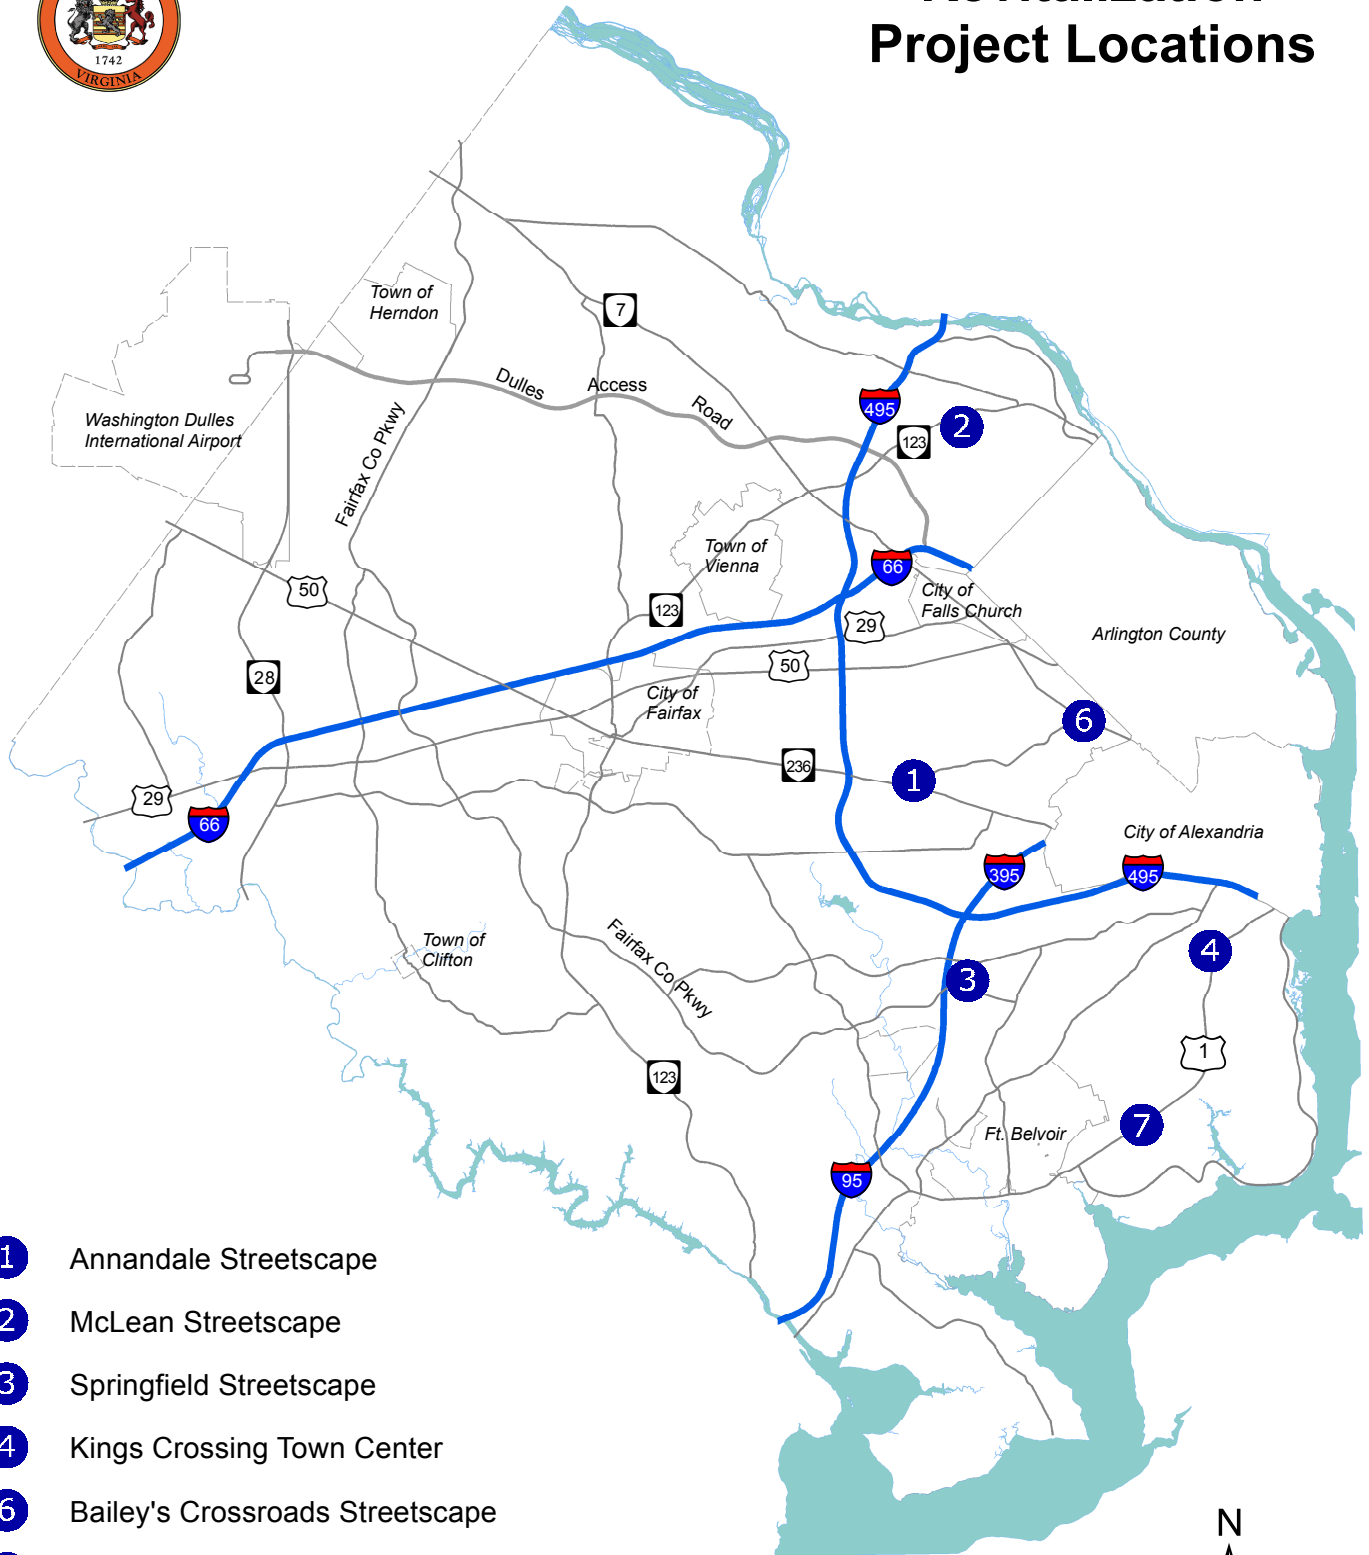 Project Locations
1742
VIRGINIA
Town of
Herndon
7
Dulles Access Road
495
2
123
Washington Dulles
International Airport
Fairfax Co Pkwy
Town of
Vienna
66
50
City of
Falls Church
123
29
Arlington County
50
28
City of
Fairfax
6
236
1
29
66
City of Alexandria
395
495
Town of
Clifton
Fairfax Co Pkwy
4
3
1
123
7
Ft. Belvoir
95
1 Annandale Streetscape
2 McLean Streetscape
3 Springfield Streetscape
4 Kings Crossing Town Center
6 Bailey's Crossroads Streetscape
N